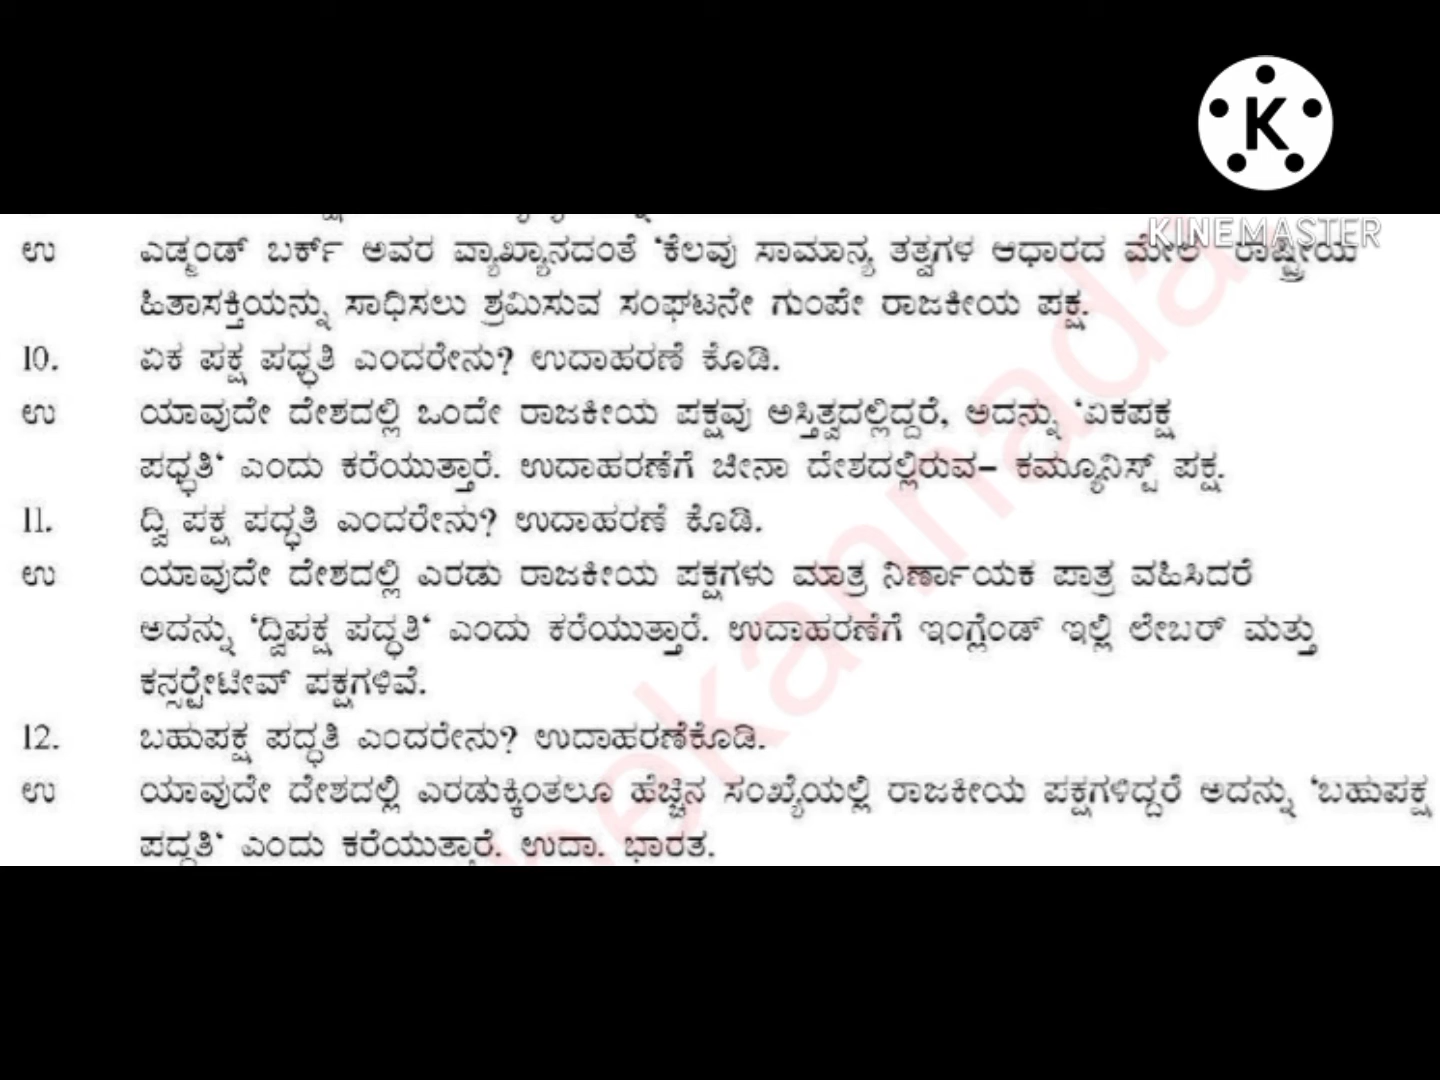 K
KINEMASTER
ಉ ಎಡ್ಮಂಡ್ ಬರ್ಕ್ ಅವರ ವ್ಯಾಖ್ಯಾನದಂತೆ 'ಕೆಲವು ಸಾಮಾನ್ಯ ತತ್ವಗಳ ಆಧಾರದ ಮೇಲೆ ರಾಷ್ಟ್ರೀಯ
ಹಿತಾಸಕ್ತಿಯನ್ನು ಸಾಧಿಸಲು ಶ್ರಮಿಸುವ ಸಂಘಟನೇ ಗುಂಪೇ ರಾಜಕೀಯ ಪಕ್ಷ.
10. ಏಕ ಪಕ್ಷ ಪದ್ಧತಿ ಎಂದರೇನು? ಉದಾಹರಣೆ ಕೊಡಿ.
ಉ ಯಾವುದೇ ದೇಶದಲ್ಲಿ ಒಂದೇ ರಾಜಕೀಯ ಪಕ್ಷವು ಅಸ್ತಿತ್ವದಲ್ಲಿದ್ದರೆ, ಅದನ್ನು 'ಏಕಪಕ್ಷ
ಪಧ್ಧತಿ' ಎಂದು ಕರೆಯುತ್ತಾರೆ. ಉದಾಹರಣೆಗೆ ಚೀನಾ ದೇಶದಲ್ಲಿರುವ– ಕಮ್ಯೂನಿಸ್ಟ್ ಪಕ್ಷ.
11. ದ್ವಿ ಪಕ್ಷ ಪದ್ಧತಿ ಎಂದರೇನು? ಉದಾಹರಣೆ ಕೊಡಿ.
ಉ ಯಾವುದೇ ದೇಶದಲ್ಲಿ ಎರಡು ರಾಜಕೀಯ ಪಕ್ಷಗಳು ಮಾತ್ರ ನಿರ್ಣಾಯಕ ಪಾತ್ರ ವಹಿಸಿದರೆ
ಅದನ್ನು 'ದ್ವಿಪಕ್ಷ ಪದ್ಧತಿ' ಎಂದು ಕರೆಯುತ್ತಾರೆ. ಉದಾಹರಣೆಗೆ ಇಂಗ್ಲೆಂಡ್ ಇಲ್ಲಿ ಲೇಬರ್ ಮತ್ತು
ಕನ್ಸರ್‍ವೇಟೀವ್ ಪಕ್ಷಗಳಿವೆ.
12. ಬಹುಪಕ್ಷ ಪದ್ಧತಿ ಎಂದರೇನು? ಉದಾಹರಣೆಕೊಡಿ.
ಉ ಯಾವುದೇ ದೇಶದಲ್ಲಿ ಎರಡುಕ್ಕಿಂತಲೂ ಹೆಚ್ಚಿನ ಸಂಖ್ಯೆಯಲ್ಲಿ ರಾಜಕೀಯ ಪಕ್ಷಗಳಿದ್ದರೆ ಅದನ್ನು 'ಬಹುಪಕ್ಷ
ಪದ್ಧತಿ' ಎಂದು ಕರೆಯುತ್ತಾರೆ. ಉದಾ. ಭಾರತ.